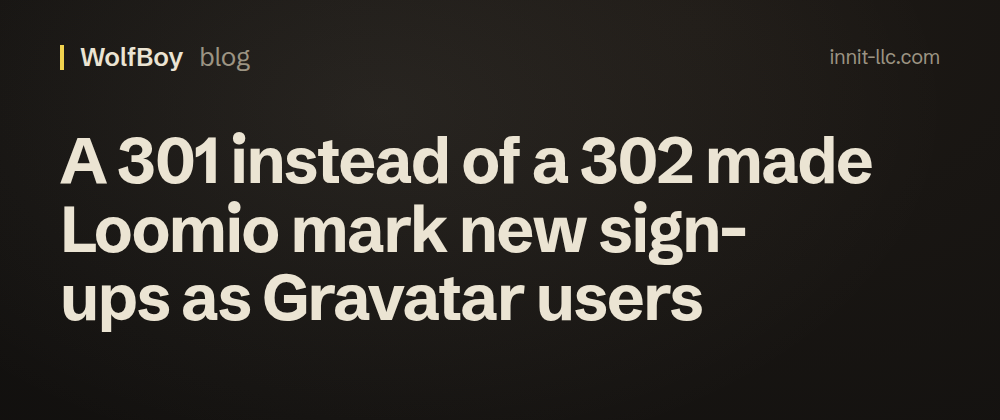 WolfBoy blog
innit-llc.com
A 301 instead of a 302 made
Loomio mark new sign-
ups as Gravatar users